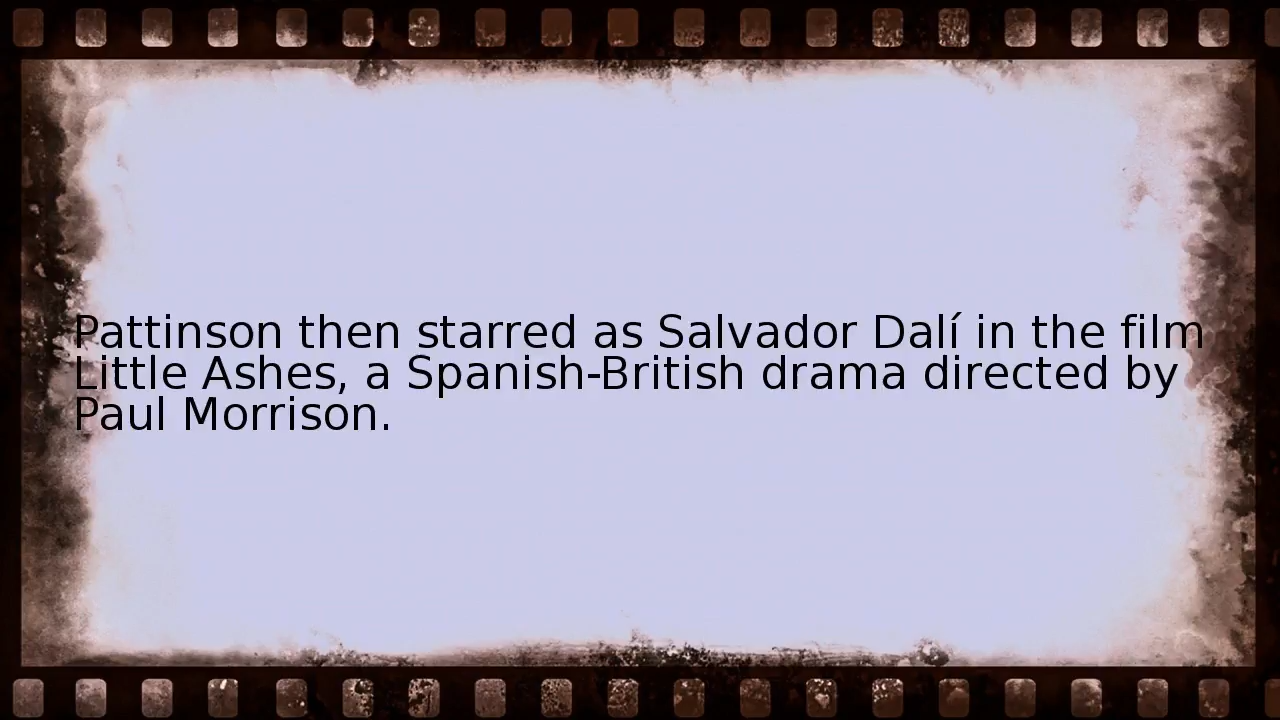 Pattinson then starred as Salvador Dalí in the film
Little Ashes, a Spanish-British drama directed by
Paul Morrison.